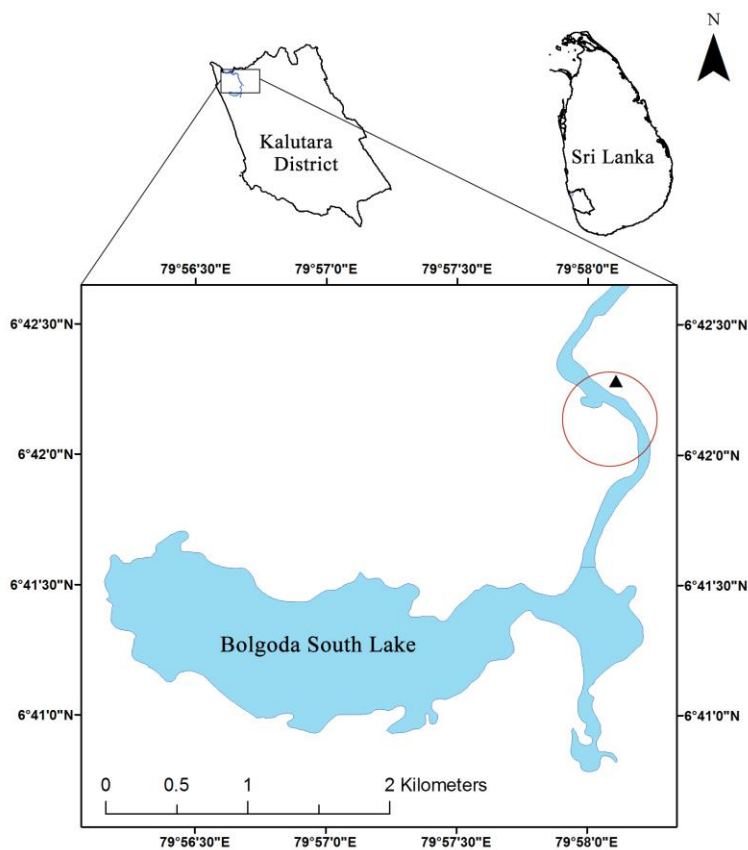 N
Kalutara
District
Sri Lanka
79°56'30"E 79°57'0"E 79°57'30"E 79°58'0"E
6°42'30"N 6°42'30"N
6°42'0"N 6°42'0"N
6°41'30"N 6°41'30"N
Bolgoda South Lake
6°41'0"N 6°41'0"N
0 0.5 1 2 Kilometers
79°56'30"E 79°57'0"E 79°57'30"E 79°58'0"E